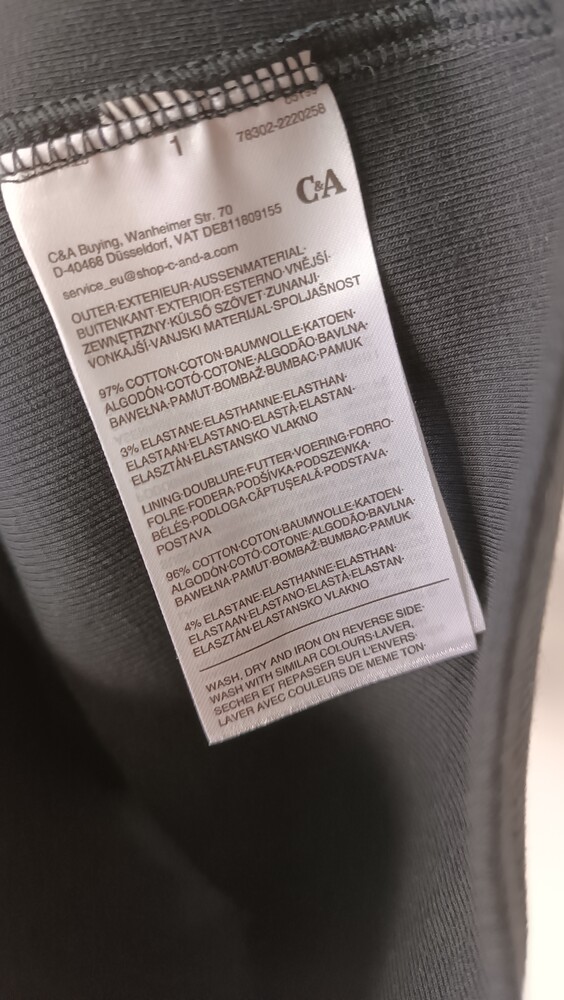 1
78302-2220258
C&A
C&A Buying, Wanheimer Str. 70
D-40468 Düsseldorf, VAT DE811809155
service_eu@shop-c-and-a.com
OUTER·EXTERIEUR·AUSSENMATERIAL·
BUITENKANT·EXTERIOR·ESTERNO·VNĚJŠÍ·
ZEWNĘTRZNY·KÜLSŐ SZÖVET·ZUNANJI·
VONKAJŠÍ·VANJSKI MATERIJAL·SPOLJAŠNOST
97% COTTON·COTON·BAUMWOLLE·KATOEN·
ALGODÓN·COTÓ·COTONE·ALGODÃO·BAVLNA·
BAWEŁNA·PAMUT·BOMBAŽ·BUMBAC·PAMUK
3% ELASTANE·ELASTHANNE·ELASTHAN·
ELASTAAN·ELASTANO·ELASTÀ·ELASTAN·
ELASZTÁN·ELASTANSKO VLAKNO
LINING·DOUBLURE·FUTTER·VOERING·FORRO·
FOLRE·FODERA·PODŠÍVKA·PODSZEWKA·
BÉLÉS·PODLOGA·CĂPTUŞEALĂ·PODSTAVA·
POSTAVA
96% COTTON·COTON·BAUMWOLLE·KATOEN·
ALGODÓN·COTÓ·COTONE·ALGODÃO·BAVLNA·
BAWEŁNA·PAMUT·BOMBAŽ·BUMBAC·PAMUK
4% ELASTANE·ELASTHANNE·ELASTHAN·
ELASTAAN·ELASTANO·ELASTÀ·ELASTAN·
ELASZTÁN·ELASTANSKO VLAKNO
WASH, DRY AND IRON ON REVERSE SIDE·
WASH WITH SIMILAR COLOURS·LAVER,
SECHER ET REPASSER SUR L'ENVERS·
LAVER AVEC COULEURS DE MEME TON·